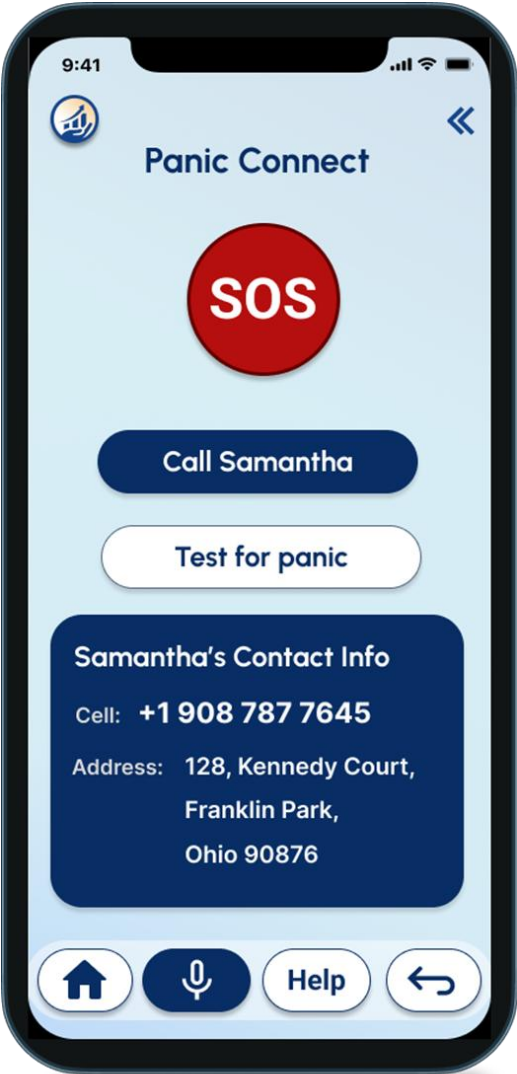 9:41
Panic Connect
SOS
Call Samantha
Test for panic
Samantha's Contact Info
Cell: +1 908 787 7645
Address: 128, Kennedy Court,
Franklin Park,
Ohio 90876
Help